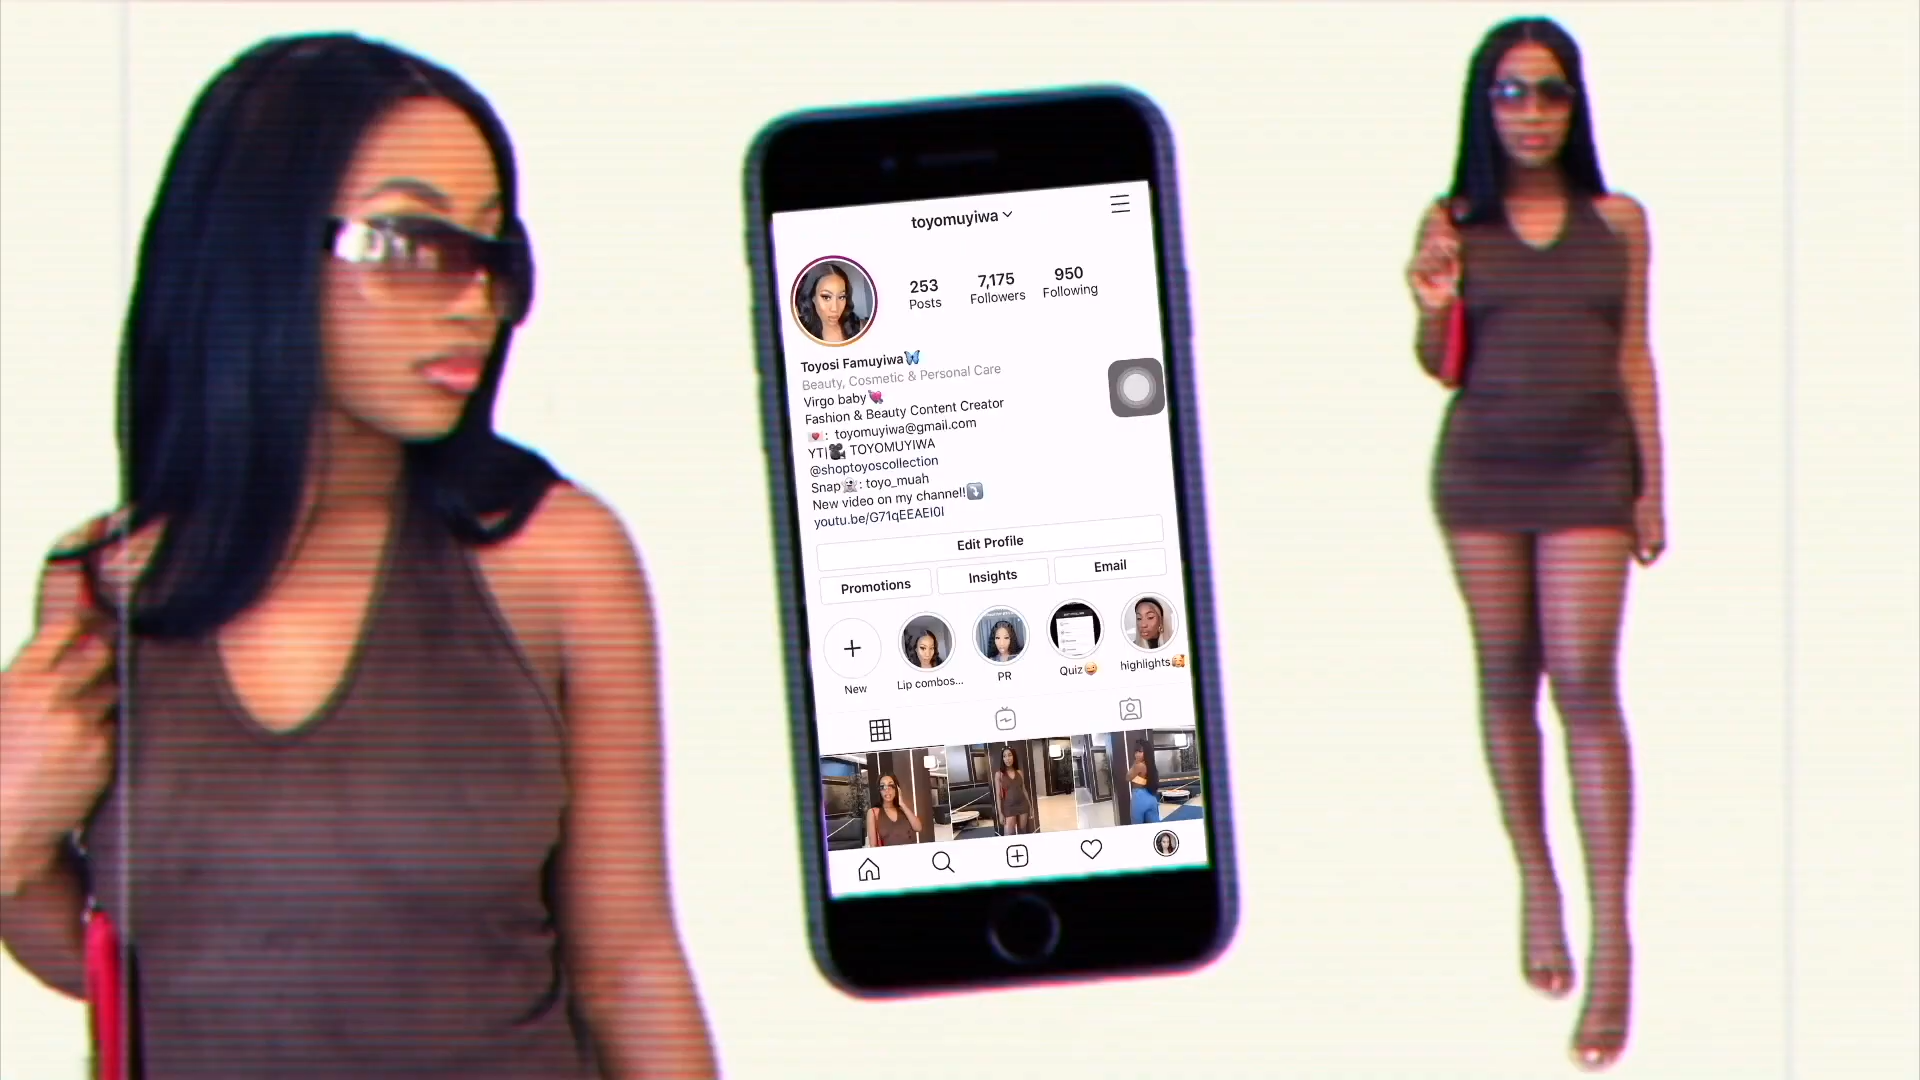 toyomuyiwa
253
Posts
7,175
Followers
950
Following
Toyosi Famuyiwa🦋
Beauty, Cosmetic & Personal Care
Virgo baby💘
Fashion & Beauty Content Creator
💌: toyomuyiwa@gmail.com
YT|🎥 TOYOMUYIWA
@shoptoyoscollection
Snap👻: toyo_muah
New video on my channel!⤵️
youtu.be/G71qEEAEI0I
Edit Profile
Promotions
Insights
Email
New
Lip combos...
PR
Quiz😜
highlights🥰